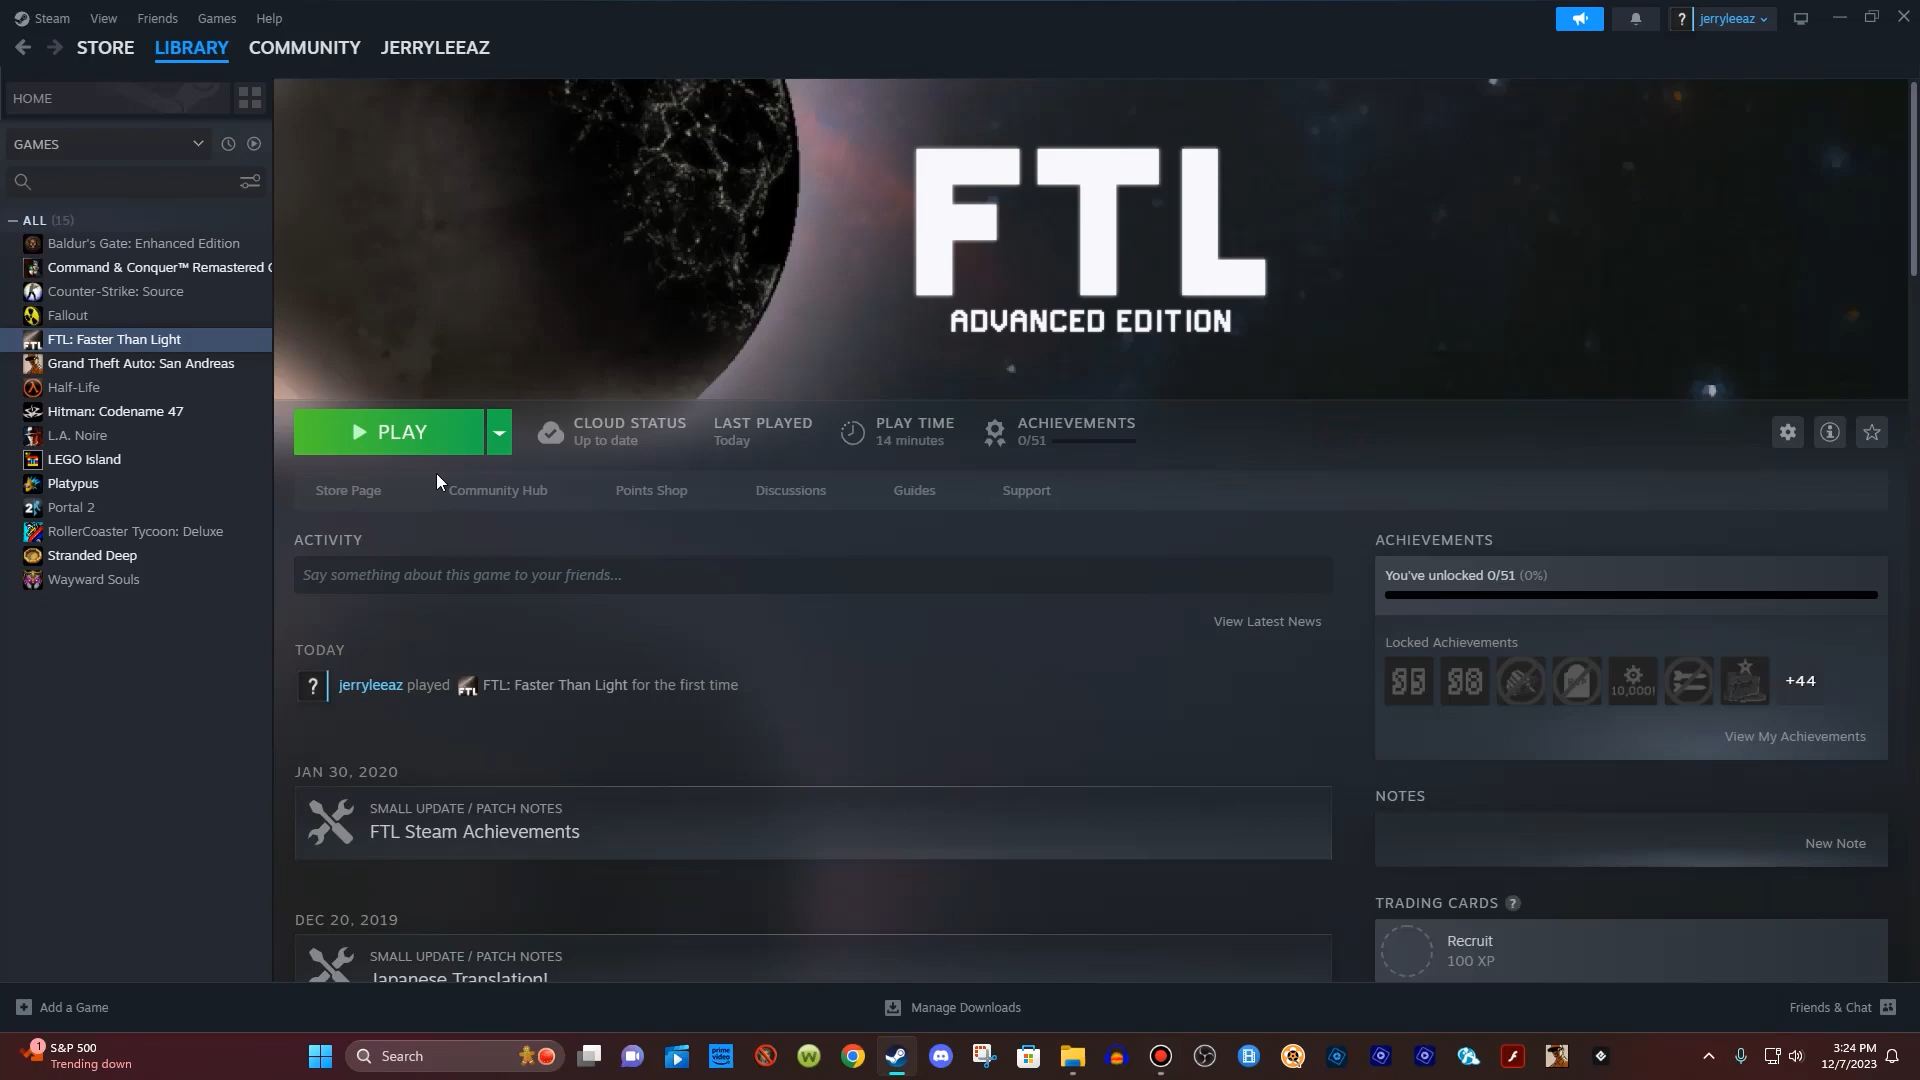 Steam View Friends Games Help
jerryleeaz
STORE LIBRARY COMMUNITY JERRYLEEAZ
HOME
GAMES
ALL (15)
Baldur's Gate: Enhanced Edition
Command & Conquer™ Remastered C
Counter-Strike: Source
Fallout
FTL: Faster Than Light
Grand Theft Auto: San Andreas
Half-Life
Hitman: Codename 47
L.A. Noire
LEGO Island
Platypus
Portal 2
RollerCoaster Tycoon: Deluxe
Stranded Deep
Wayward Souls
FTL
ADVANCED EDITION
PLAY
CLOUD STATUS
Up to date
LAST PLAYED
Today
PLAY TIME
14 minutes
ACHIEVEMENTS
0/51
Store Page Community Hub Points Shop Discussions Guides Support
ACTIVITY
Say something about this game to your friends...
View Latest News
TODAY
? jerryleeaz played FTL FTL: Faster Than Light for the first time
JAN 30, 2020
SMALL UPDATE / PATCH NOTES
FTL Steam Achievements
DEC 20, 2019
SMALL UPDATE / PATCH NOTES
Japanese Translation!
ACHIEVEMENTS
You've unlocked 0/51 (0%)
Locked Achievements
10,000!
+44
View My Achievements
NOTES
New Note
TRADING CARDS ?
Recruit
100 XP
Add a Game
Manage Downloads
Friends & Chat
1
S&P 500
Trending down
Search
prime video
3:24 PM
12/7/2023